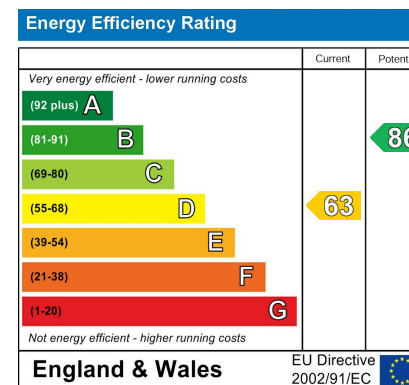 Energy Efficiency Rating
Current Potent
Very energy efficient - lower running costs
(92 plus) A
(81-91) B
86
(69-80) C
(55-68) D
63
(39-54) E
(21-38) F
(1-20) G
Not energy efficient - higher running costs
England & Wales
EU Directive
2002/91/EC